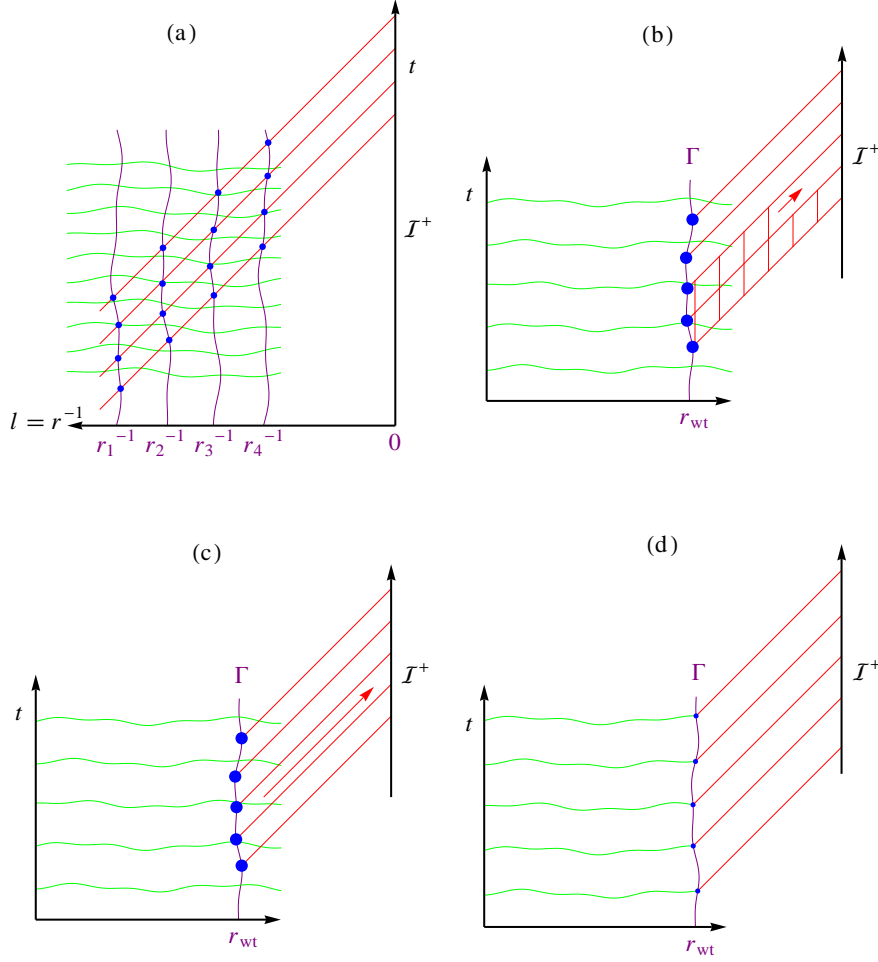 (a)
t
𝓘⁺
l = r⁻¹
r₁⁻¹ r₂⁻¹ r₃⁻¹ r₄⁻¹ 0
(b)
Γ
t
𝓘⁺
r_wt
(c)
Γ
t
𝓘⁺
r_wt
(d)
Γ
t
𝓘⁺
r_wt